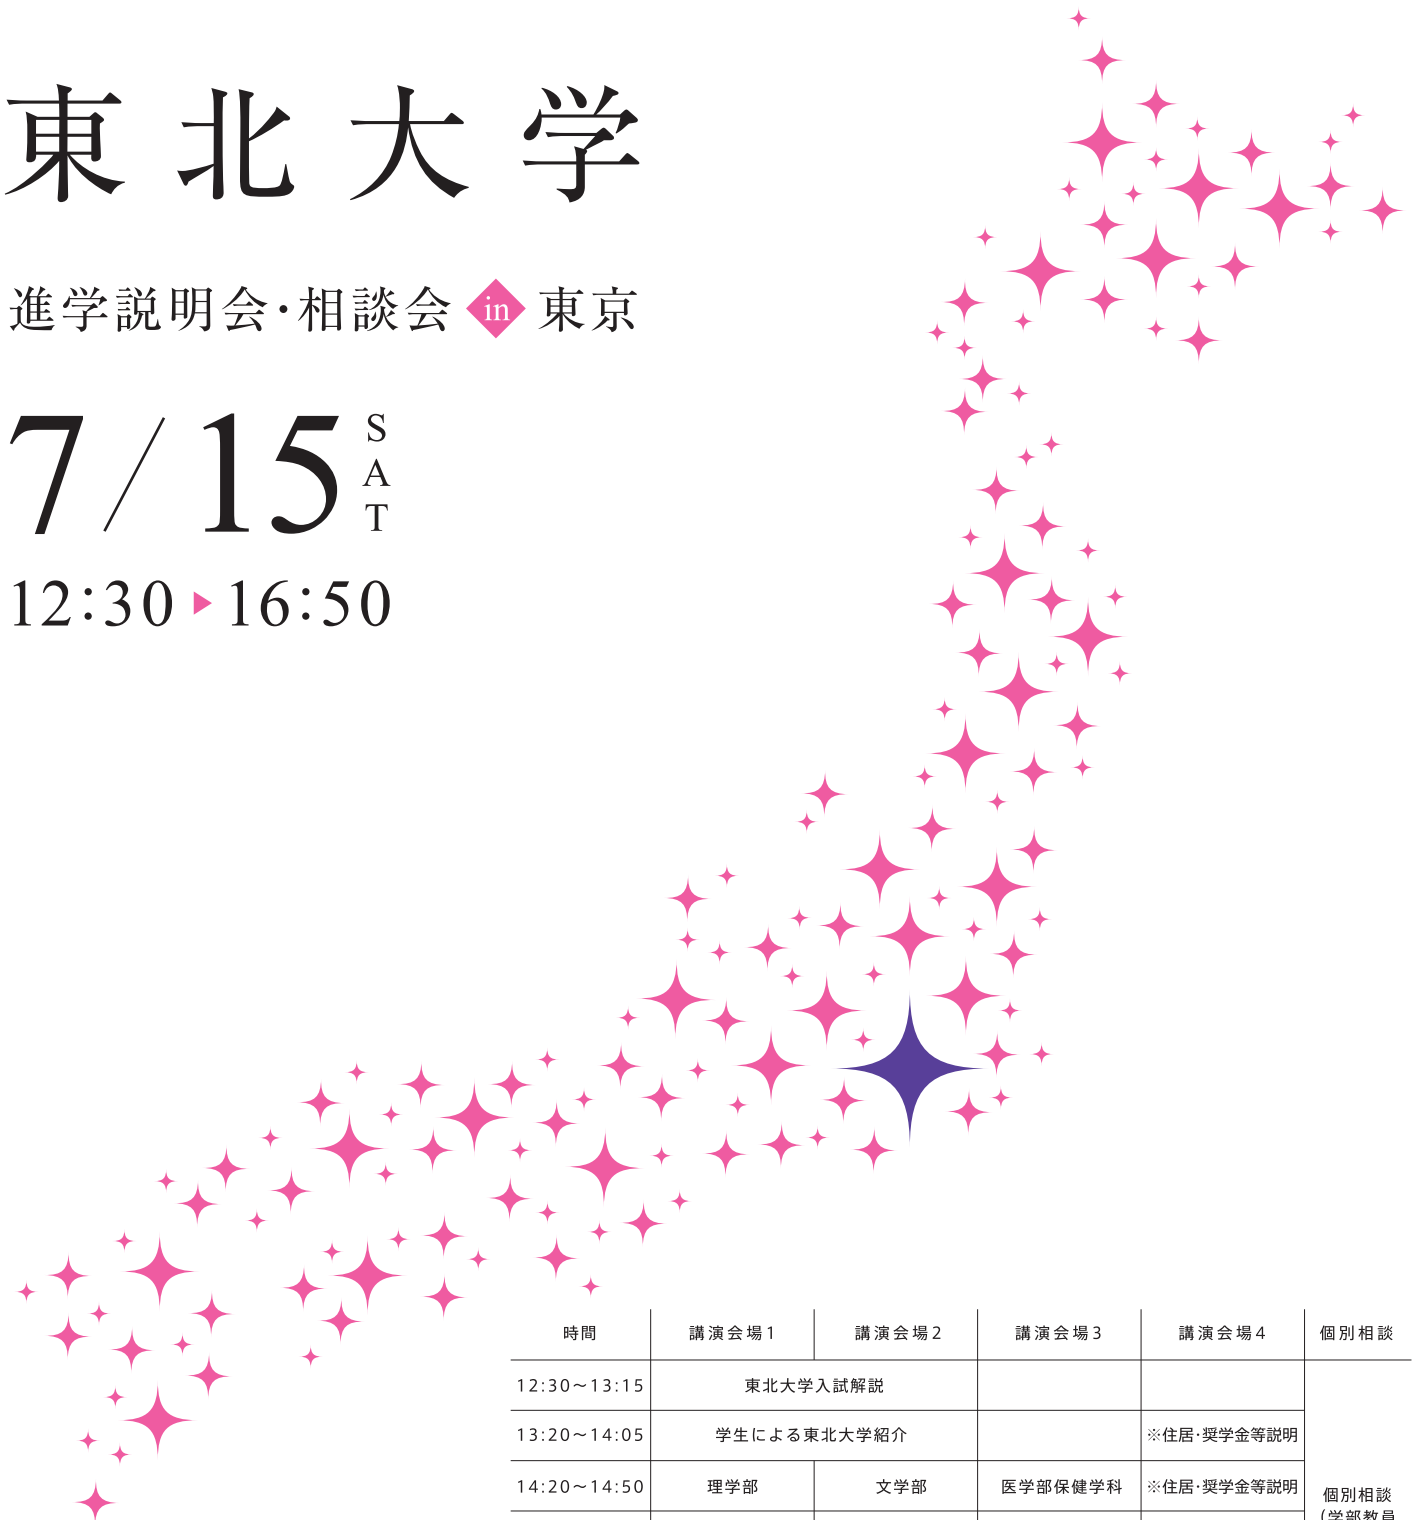 東北大学
進学説明会・相談会 in 東京
7/15 SAT
12:30▶16:50
時間 講演会場1 講演会場2 講演会場3 講演会場4 個別相談
12:30～13:15 東北大学入試解説
13:20～14:05 学生による東北大学紹介 ※住居・奨学金等説明
14:20～14:50 理学部 文学部 医学部保健学科 ※住居・奨学金等説明
個別相談
(学部教員